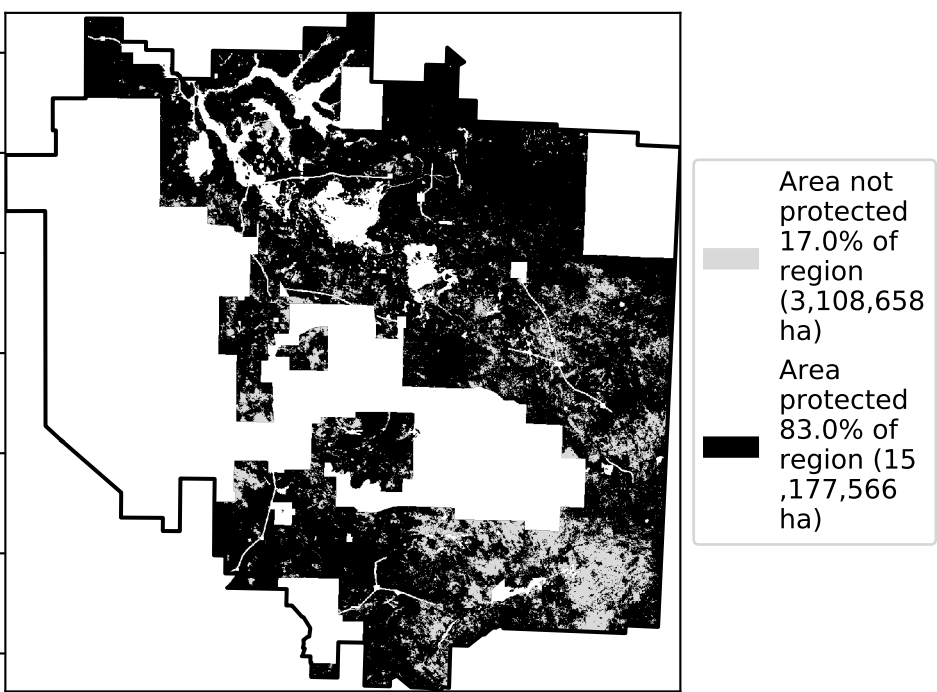 Area not
protected
17.0% of
region
(3,108,658
ha)
Area
protected
83.0% of
region (15
,177,566
ha)